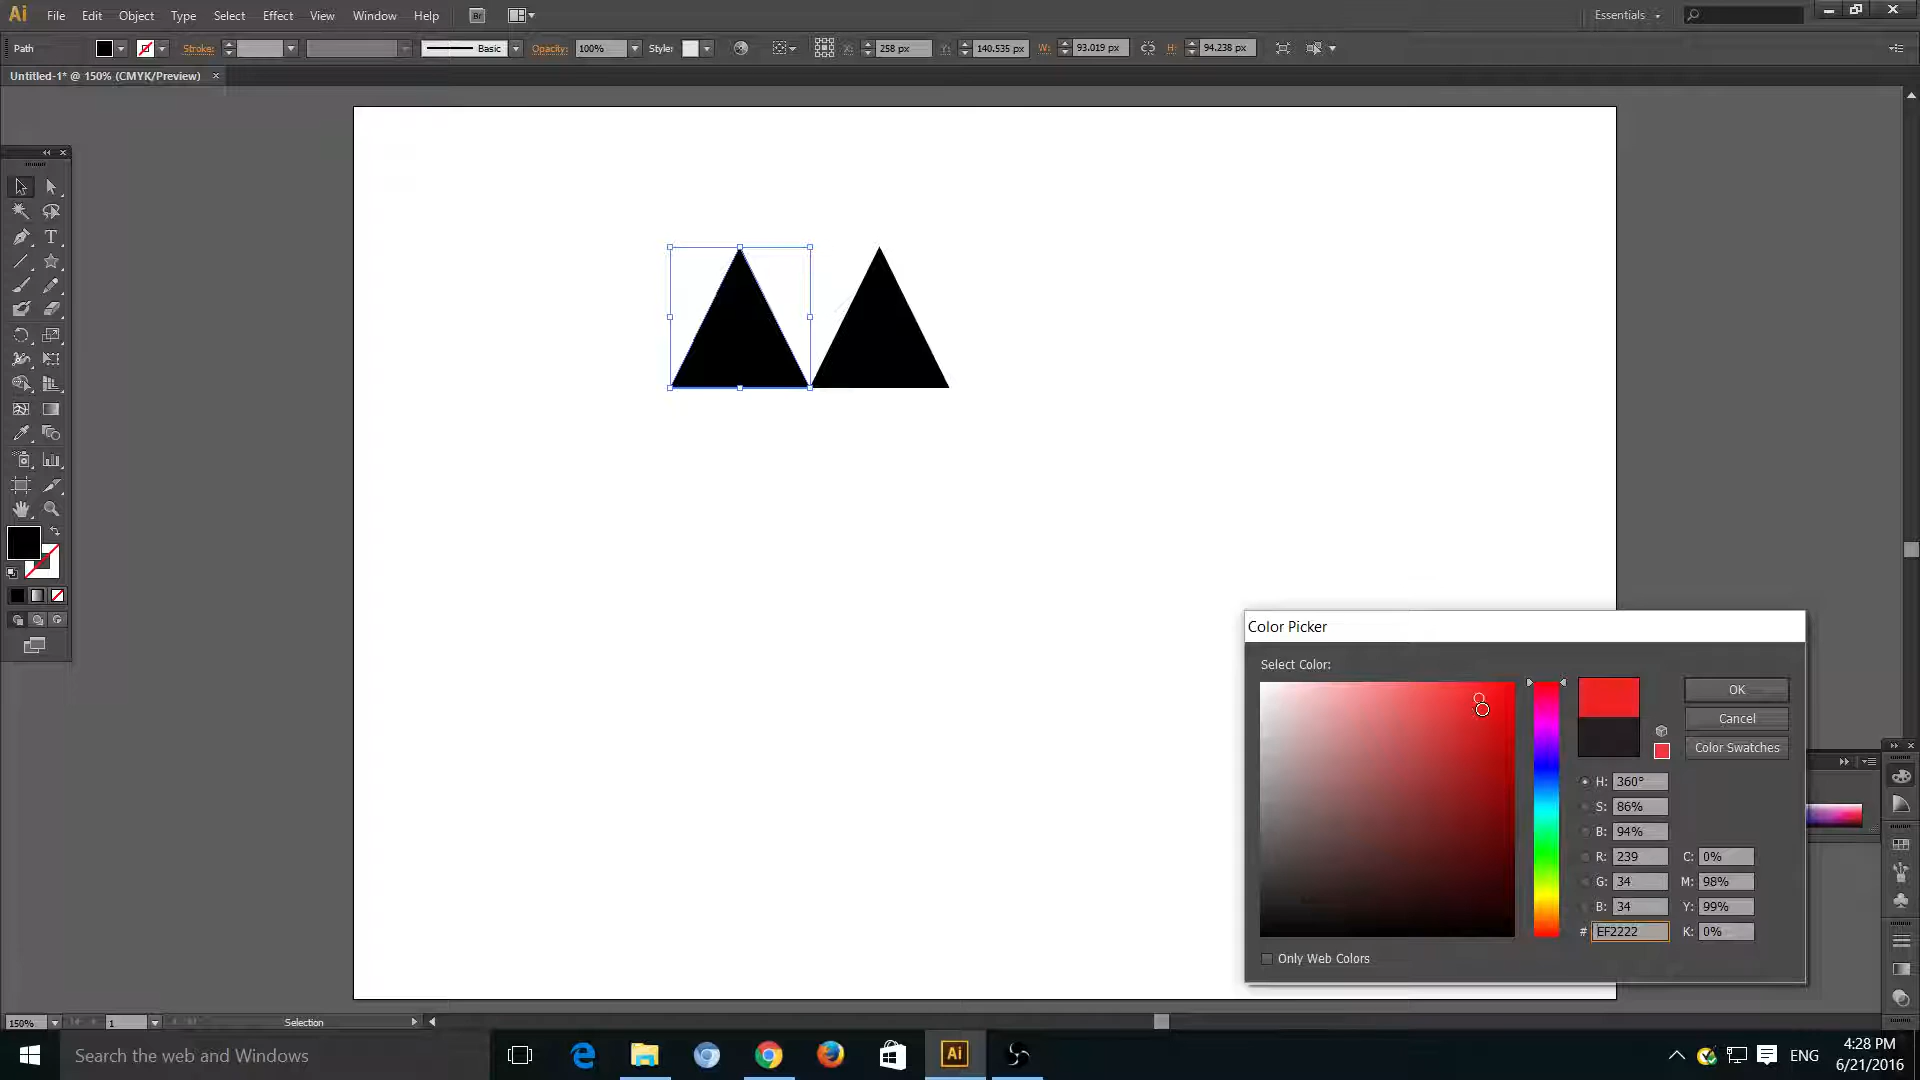 Ai File Edit Object Type Select Effect View Window Help Br Essentials
Path Stroke: Basic Opacity: 100% Style: X: 258 px Y: 140.535 px W: 93.019 px H: 94.238 px
Untitled-1* @ 150% (CMYK/Preview)
T
Color Picker
Select Color:
OK
Cancel
Color Swatches
H: 360°
S: 86%
B: 94%
R: 239 C: 0%
G: 34 M: 98%
B: 34 Y: 99%
# EF2222 K: 0%
Only Web Colors
150% 1 Selection
Search the web and Windows
Ai
ENG
4:28 PM
6/21/2016